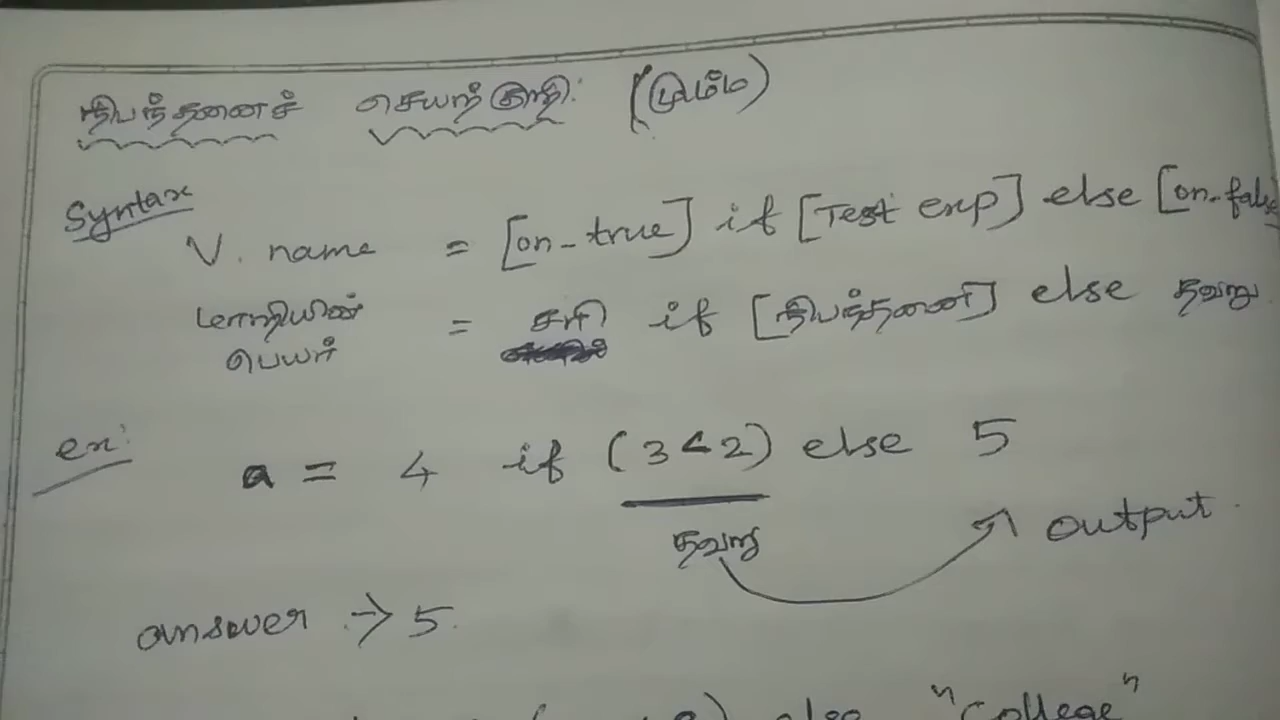 நிபந்தனைச் செயற்குறி: (மும்ம)
Syntax
V. name = [on-true] if [Test exp] else [on-false]
மாறியின் பெயர் = சரி if [நிபந்தனை] else தவறு
ex:
a = 4 if (3<2) else 5
தவறு output.
answer :-> 5.
else "College"